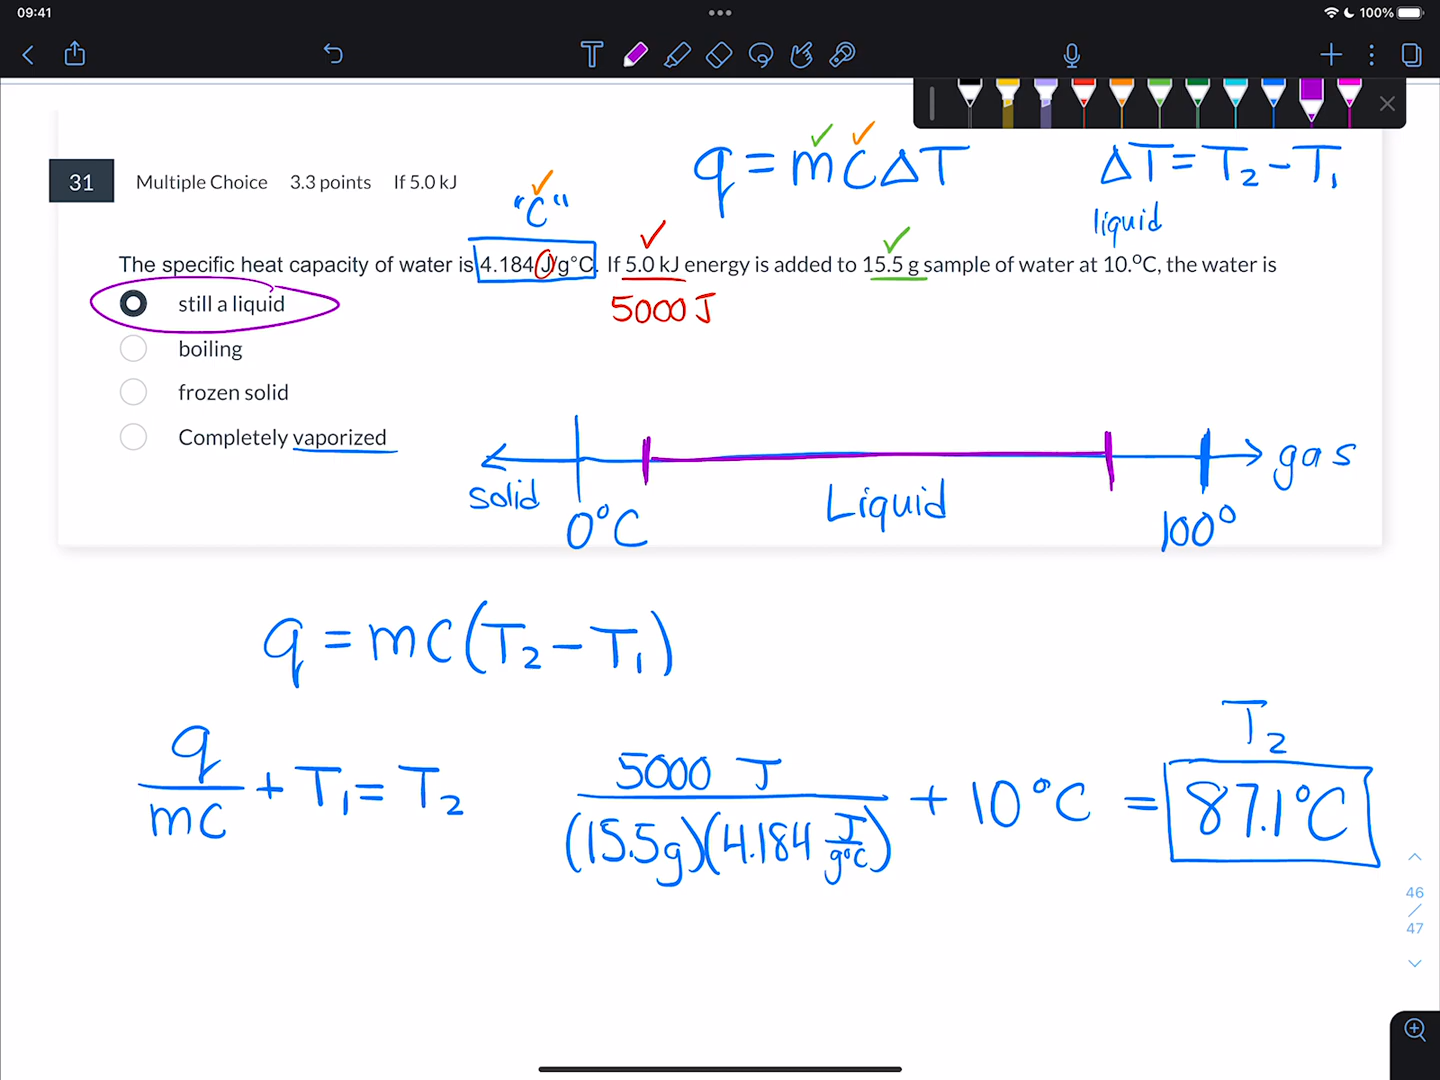 09:41
100%
q = mCΔT
ΔT = T₂ - T₁
31 Multiple Choice 3.3 points If 5.0 kJ
"C"
liquid
The specific heat capacity of water is 4.184 J/g°C. If 5.0 kJ energy is added to 15.5 g sample of water at 10.°C, the water is
5000 J
still a liquid
boiling
frozen solid
Completely vaporized
gas
Solid
Liquid
0°C
100°
q = mC(T₂ - T₁)
q
mC
+ T₁ = T₂
5000 J
(15.5g)(4.184 J/g°C)
+ 10°C =
T₂
87.1°C
46
/
47